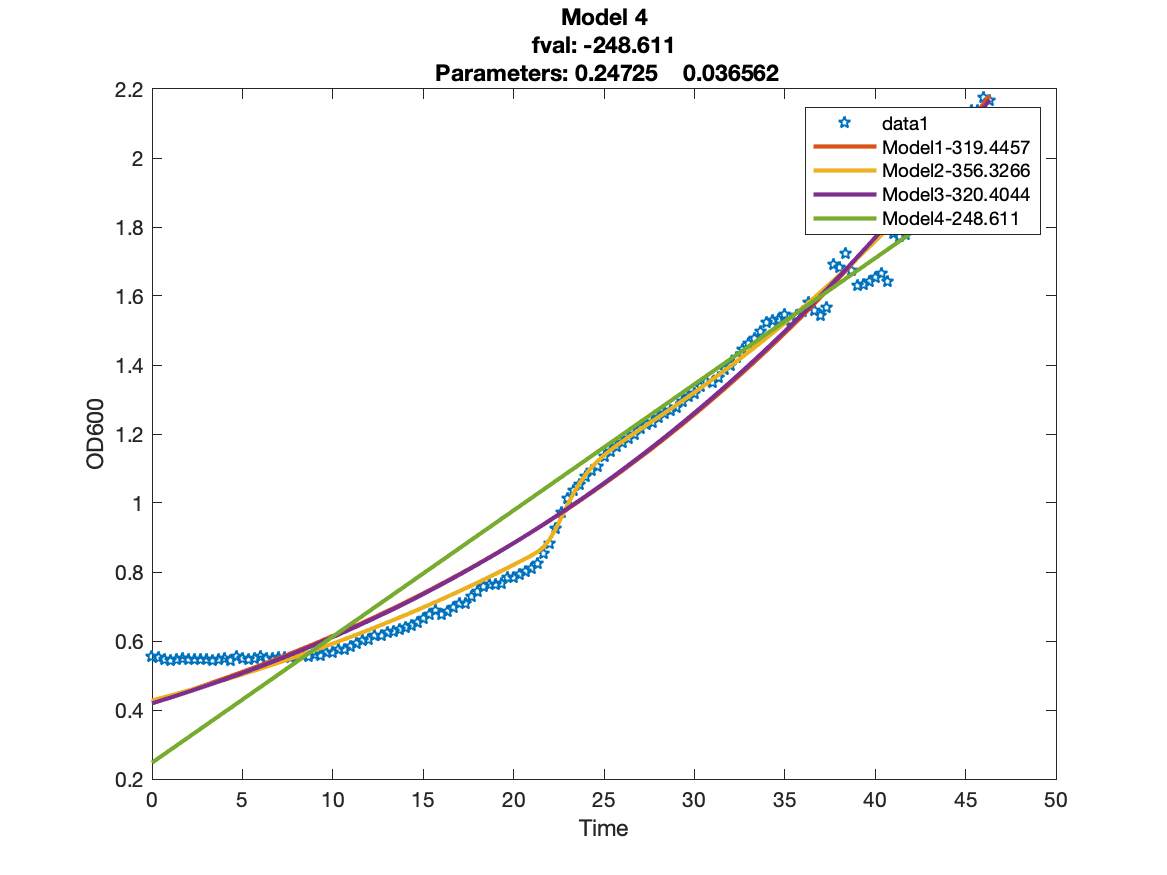 Model 4
fval: -248.611
Parameters: 0.24725 0.036562
2.2
2
1.8
1.6
1.4
1.2
1
0.8
0.6
0.4
0.2
OD600
data1
Model1-319.4457
Model2-356.3266
Model3-320.4044
Model4-248.611
0 5 10 15 20 25 30 35 40 45 50
Time